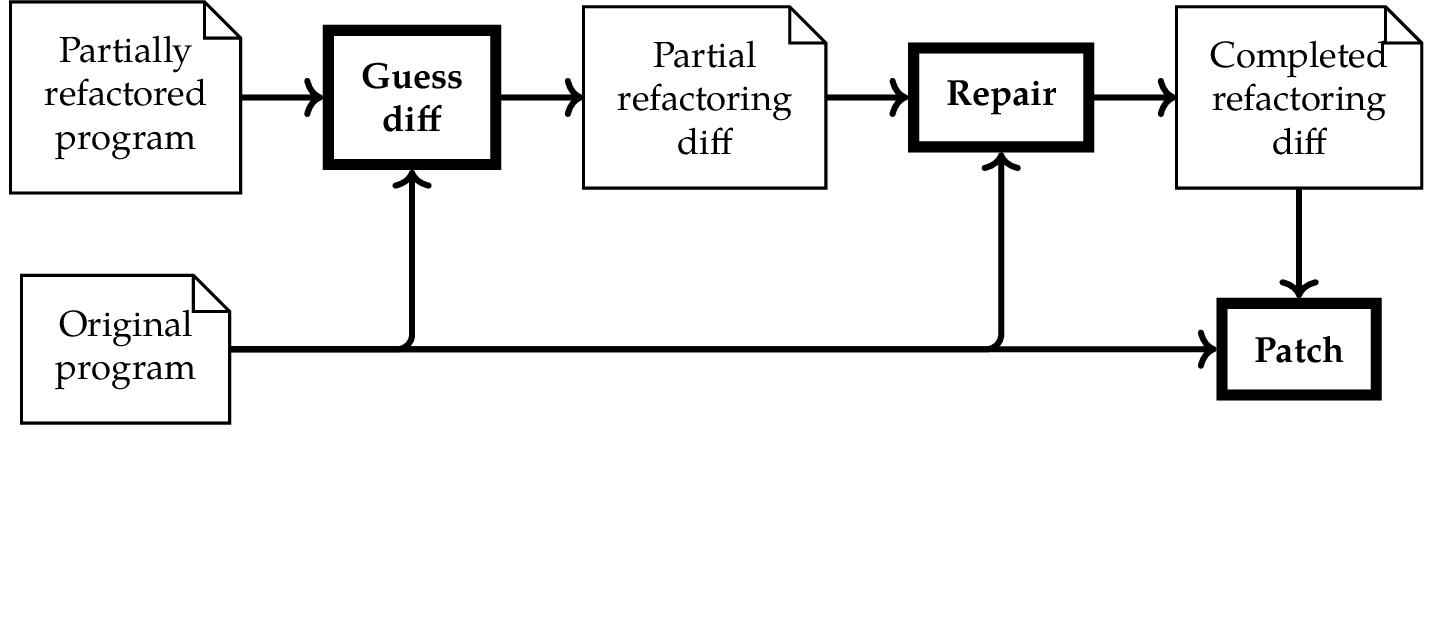 Partially
refactored
program
Guess
diff
Partial
refactoring
diff
Repair
Completed
refactoring
diff
Original
program
Patch